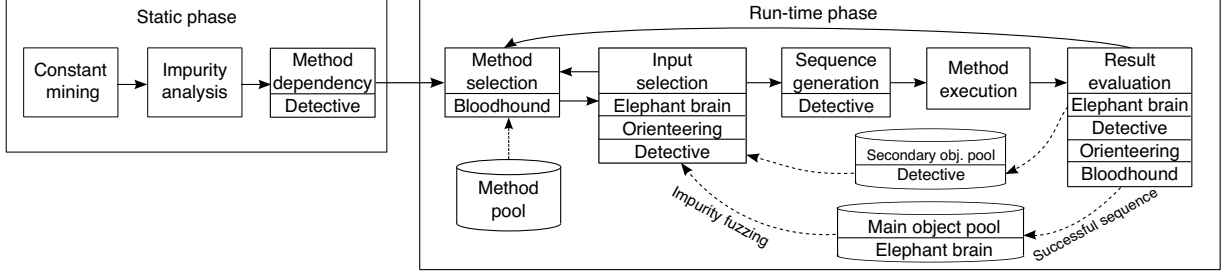 Static phase
Constant
mining
Impurity
analysis
Method
dependency
Detective
Run-time phase
Method
selection
Bloodhound
Method
pool
Input
selection
Elephant brain
Orienteering
Detective
Sequence
generation
Detective
Method
execution
Result
evaluation
Elephant brain
Detective
Orienteering
Bloodhound
Secondary obj. pool
Detective
Impurity fuzzing
Main object pool
Elephant brain
Successful sequence